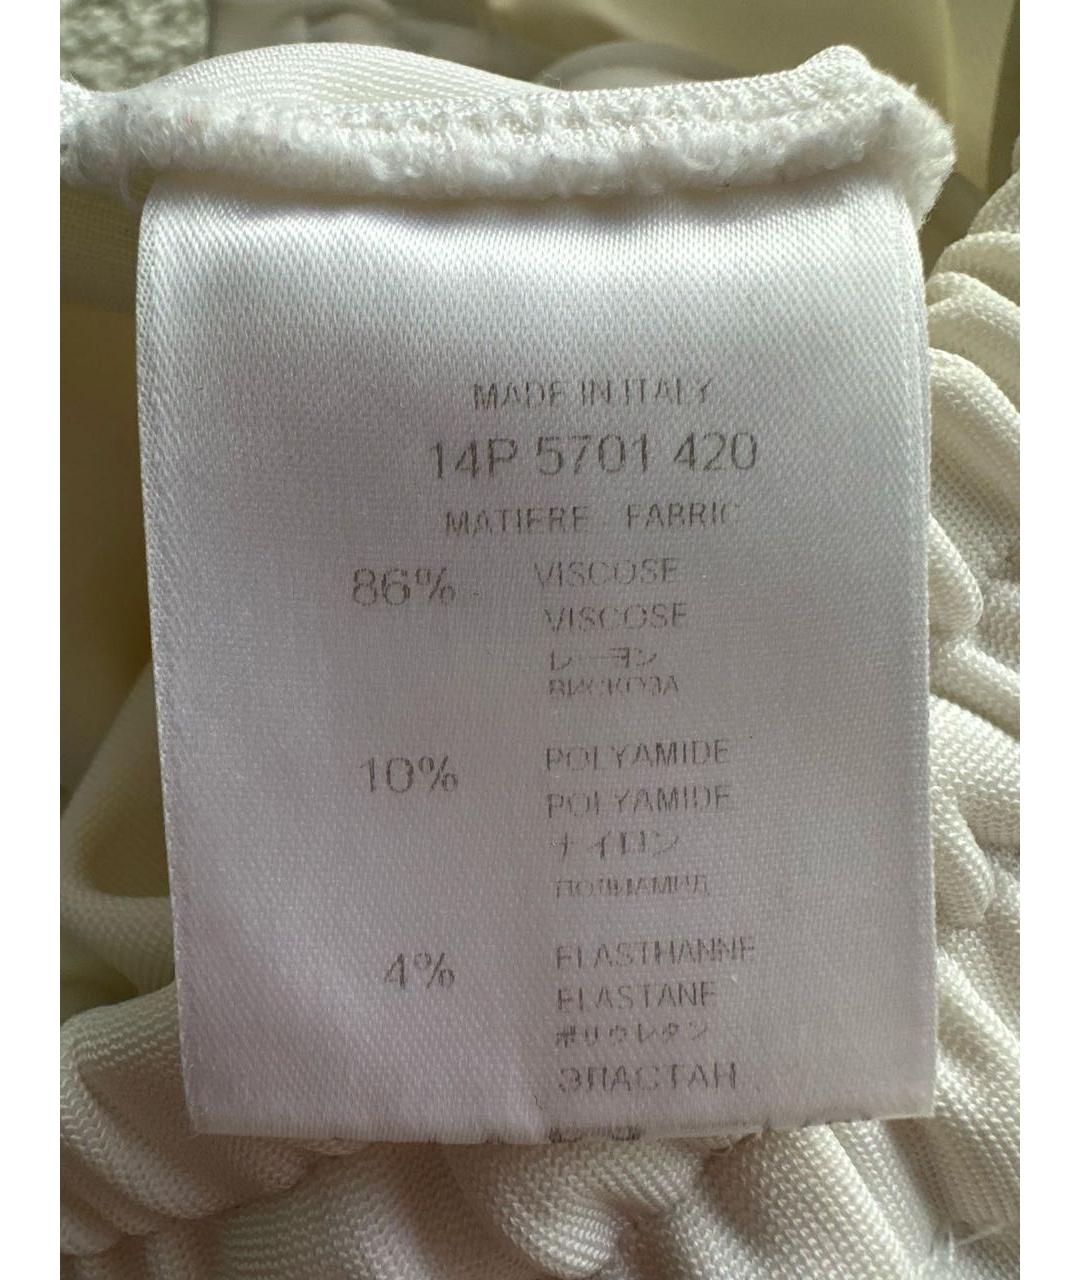 MADE IN ITALY
14P 5701 420
MATIERE - FABRIC
86% VISCOSE
VISCOSE
レーヨン
ВИСКОЗА
10% POLYAMIDE
POLYAMIDE
ナイロン
ПОЛИАМИД
4% ELASTHANNE
ELASTANE
ポリウレタン
ЭЛАСТАН